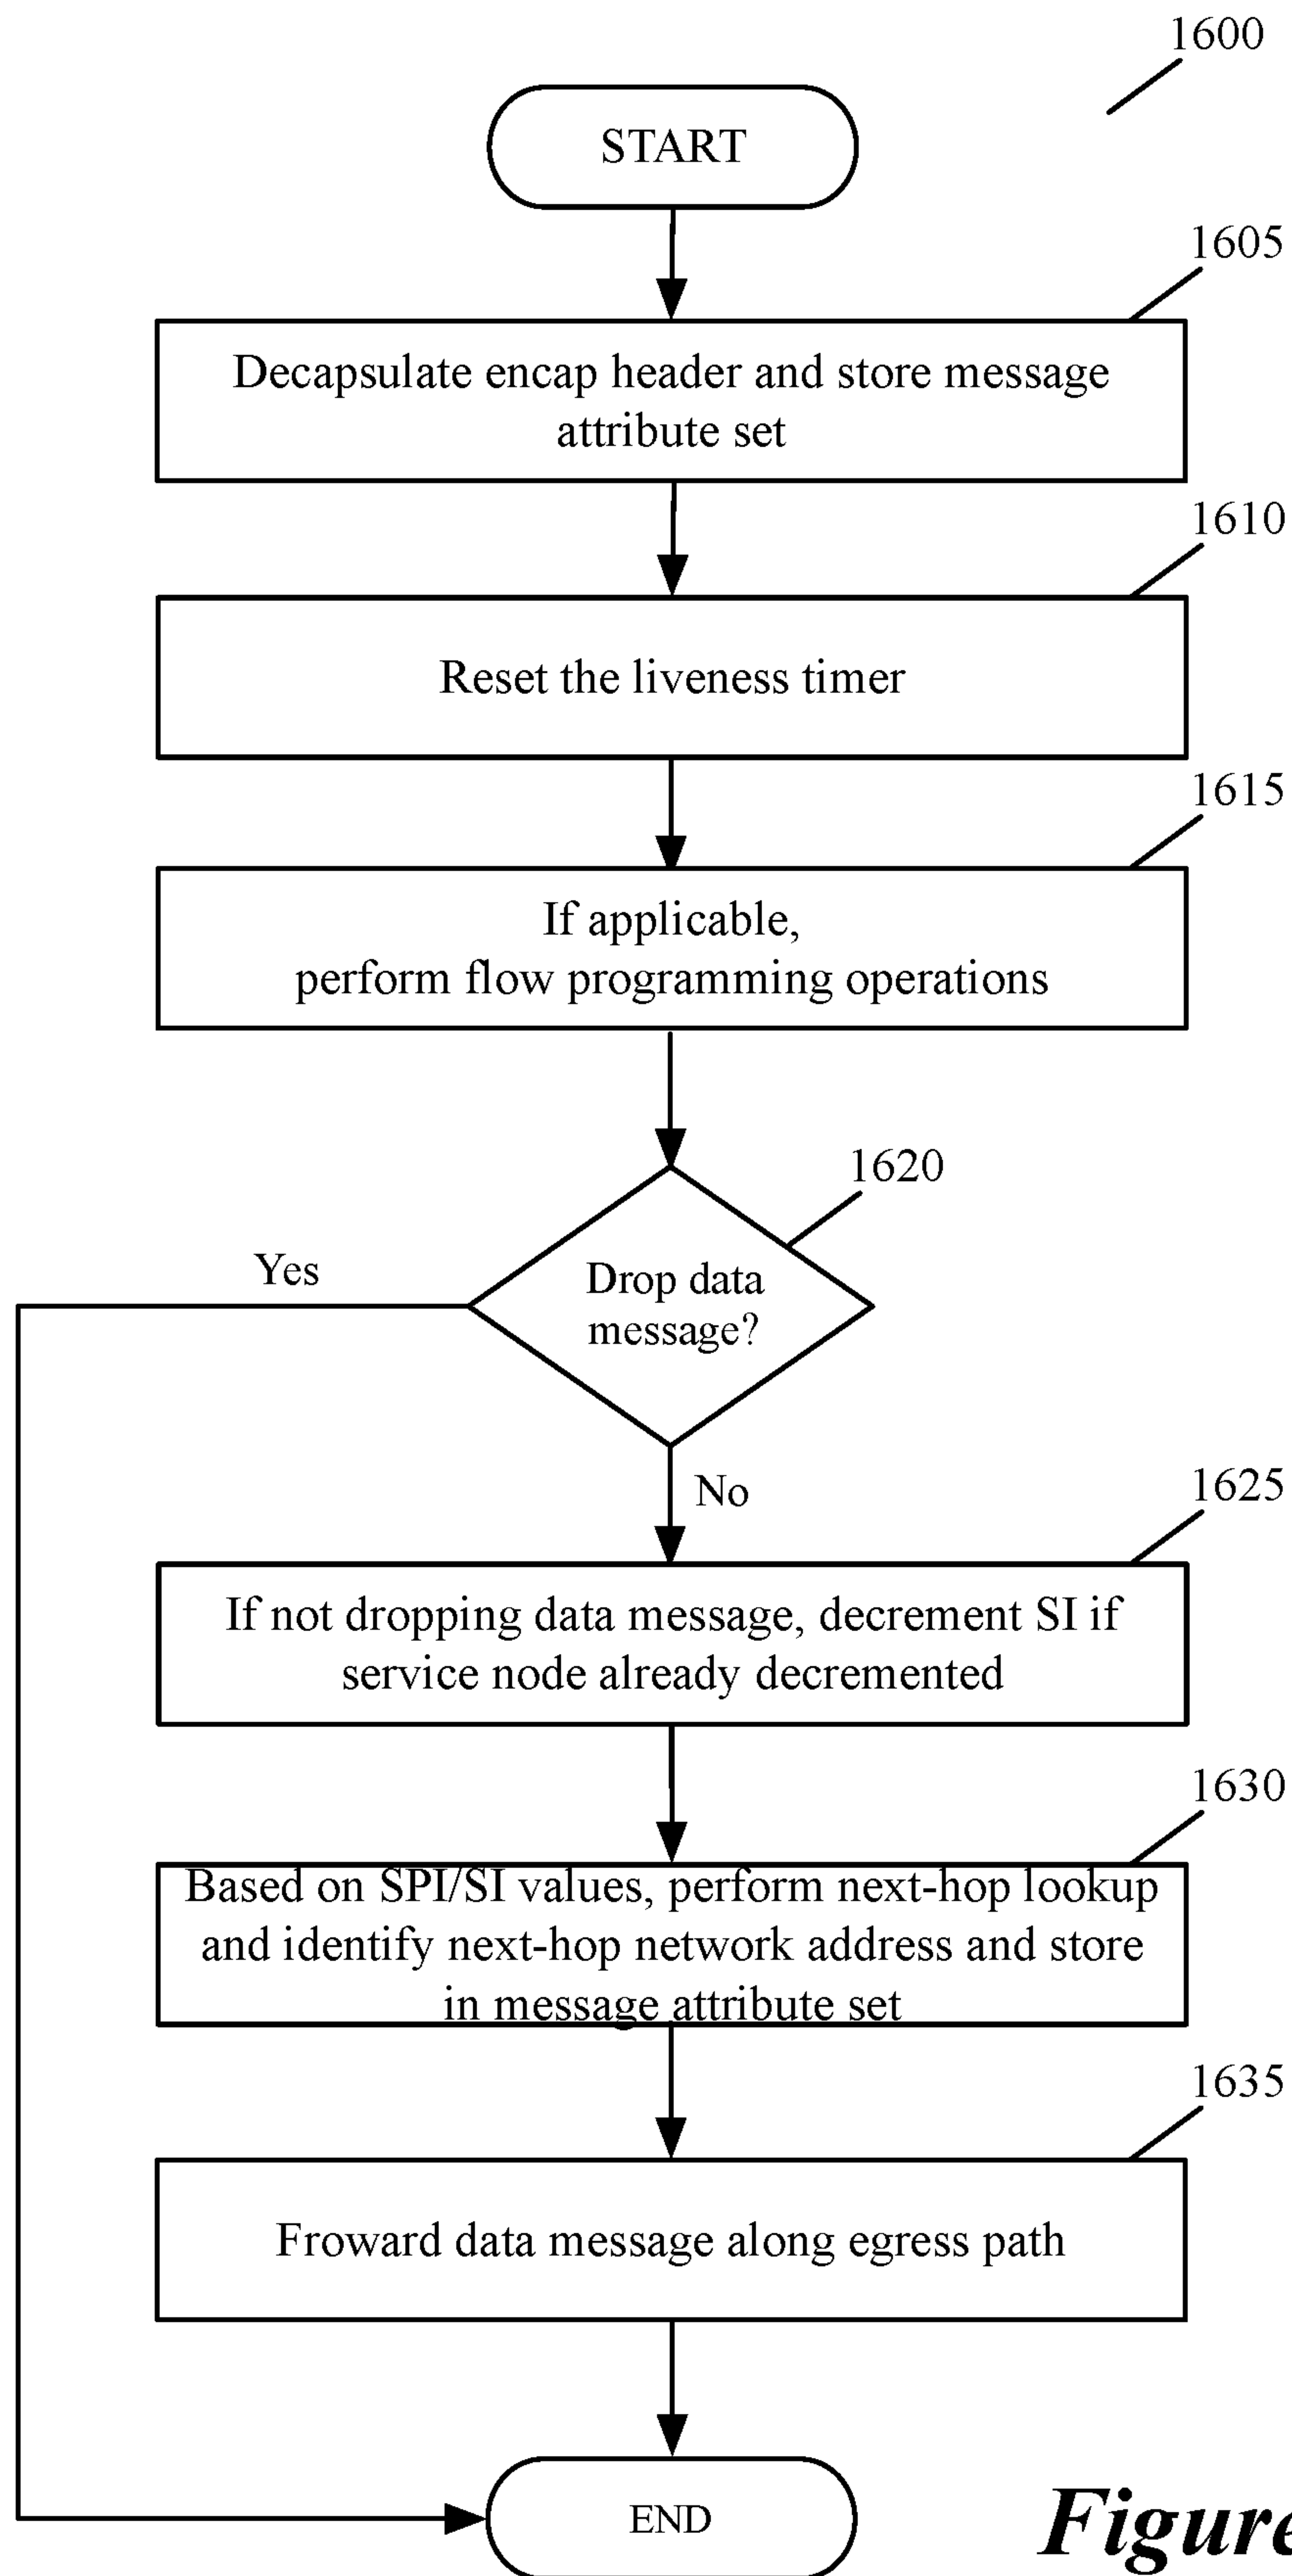 1600
START
1605
Decapsulate encap header and store message
attribute set
1610
Reset the liveness timer
1615
If applicable,
perform flow programming operations
1620
Yes
Drop data
message?
No
1625
If not dropping data message, decrement SI if
service node already decremented
1630
Based on SPI/SI values, perform next-hop lookup
and identify next-hop network address and store
in message attribute set
1635
Froward data message along egress path
END
Figure